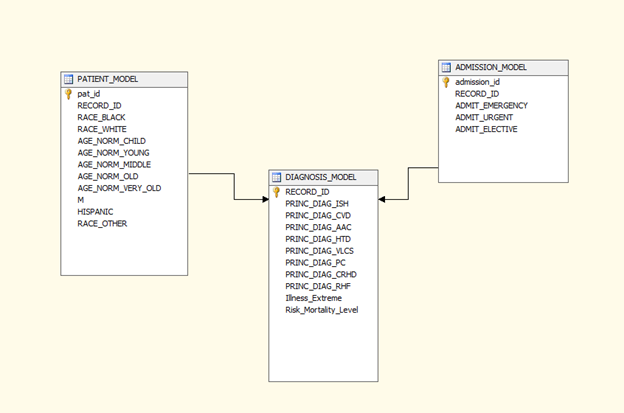 PATIENT_MODEL
pat_id
RECORD_ID
RACE_BLACK
RACE_WHITE
AGE_NORM_CHILD
AGE_NORM_YOUNG
AGE_NORM_MIDDLE
AGE_NORM_OLD
AGE_NORM_VERY_OLD
M
HISPANIC
RACE_OTHER
DIAGNOSIS_MODEL
RECORD_ID
PRINC_DIAG_ISH
PRINC_DIAG_CVD
PRINC_DIAG_AAC
PRINC_DIAG_HTD
PRINC_DIAG_VLCS
PRINC_DIAG_PC
PRINC_DIAG_CRHD
PRINC_DIAG_RHF
Illness_Extreme
Risk_Mortality_Level
ADMISSION_MODEL
admission_id
RECORD_ID
ADMIT_EMERGENCY
ADMIT_URGENT
ADMIT_ELECTIVE